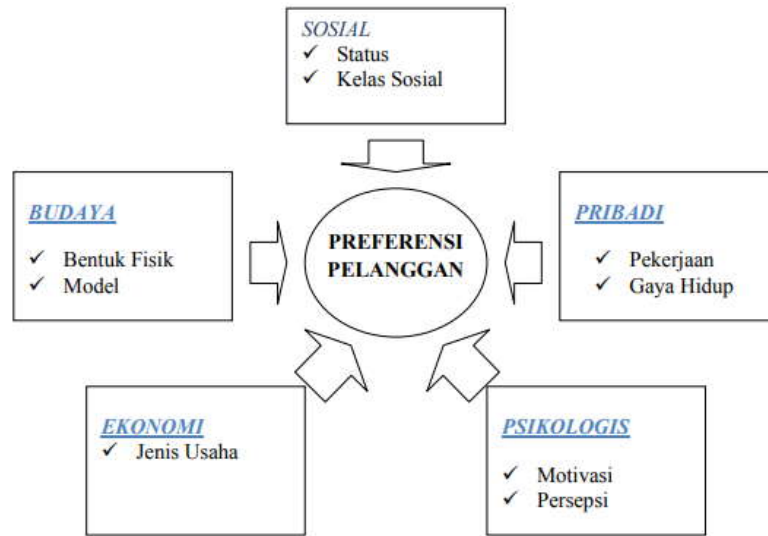 SOSIAL
✓ Status
✓ Kelas Sosial
BUDAYA
✓ Bentuk Fisik
✓ Model
PREFERENSI
PELANGGAN
PRIBADI
✓ Pekerjaan
✓ Gaya Hidup
EKONOMI
✓ Jenis Usaha
PSIKOLOGIS
✓ Motivasi
✓ Persepsi